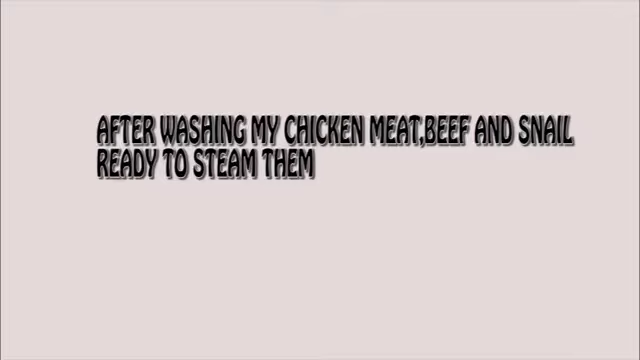 AFTER WASHING MY CHICKEN MEAT,BEEF AND SNAIL
READY TO STEAM THEM